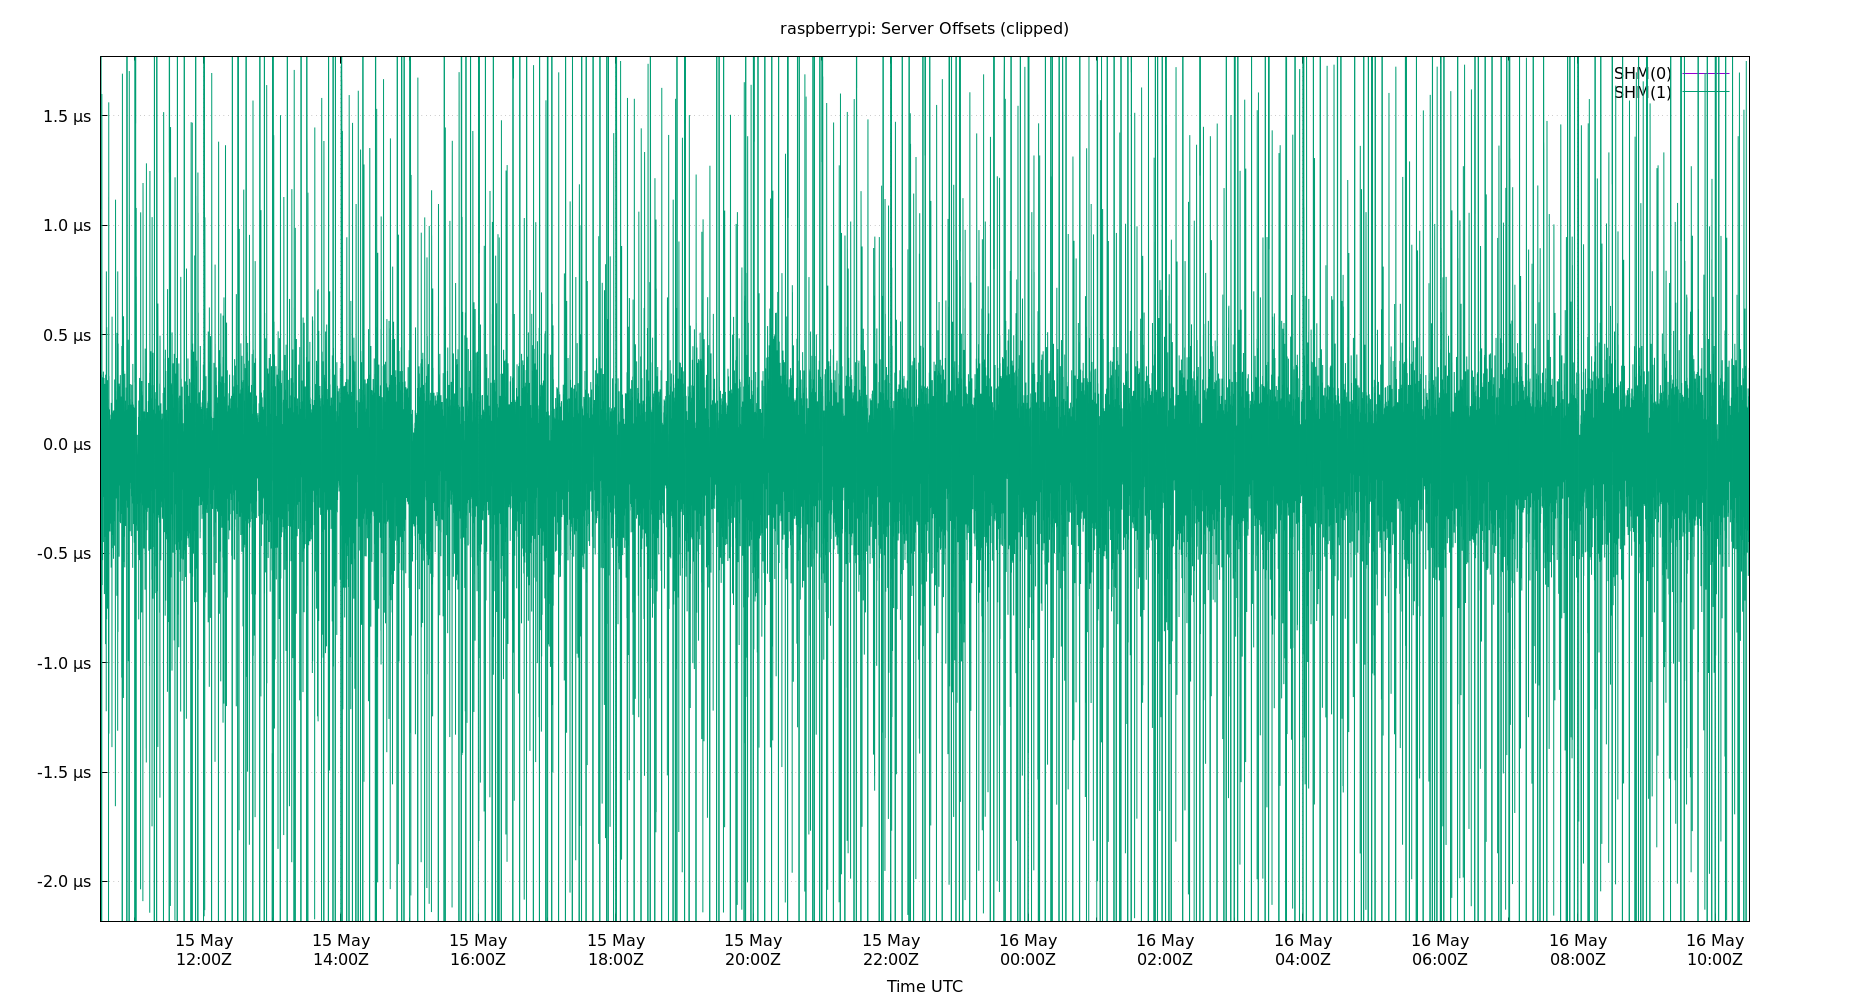 raspberrypi: Server Offsets (clipped)
SHM(0)
SHM(1)
1.5 µs
1.0 µs
0.5 µs
0.0 µs
-0.5 µs
-1.0 µs
-1.5 µs
-2.0 µs
15 May 15 May 15 May 15 May 15 May 15 May 16 May 16 May 16 May 16 May 16 May 16 May
12:00Z 14:00Z 16:00Z 18:00Z 20:00Z 22:00Z 00:00Z 02:00Z 04:00Z 06:00Z 08:00Z 10:00Z
Time UTC